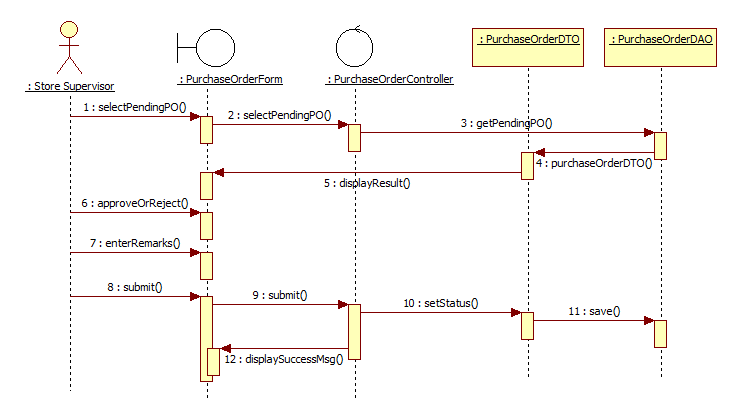 : PurchaseOrderDTO
: PurchaseOrderDAO
: Store Supervisor
: PurchaseOrderForm
: PurchaseOrderController
1 : selectPendingPO()
2 : selectPendingPO()
3 : getPendingPO()
4 : purchaseOrderDTO()
5 : displayResult()
6 : approveOrReject()
7 : enterRemarks()
8 : submit()
9 : submit()
10 : setStatus()
11 : save()
12 : displaySuccessMsg()